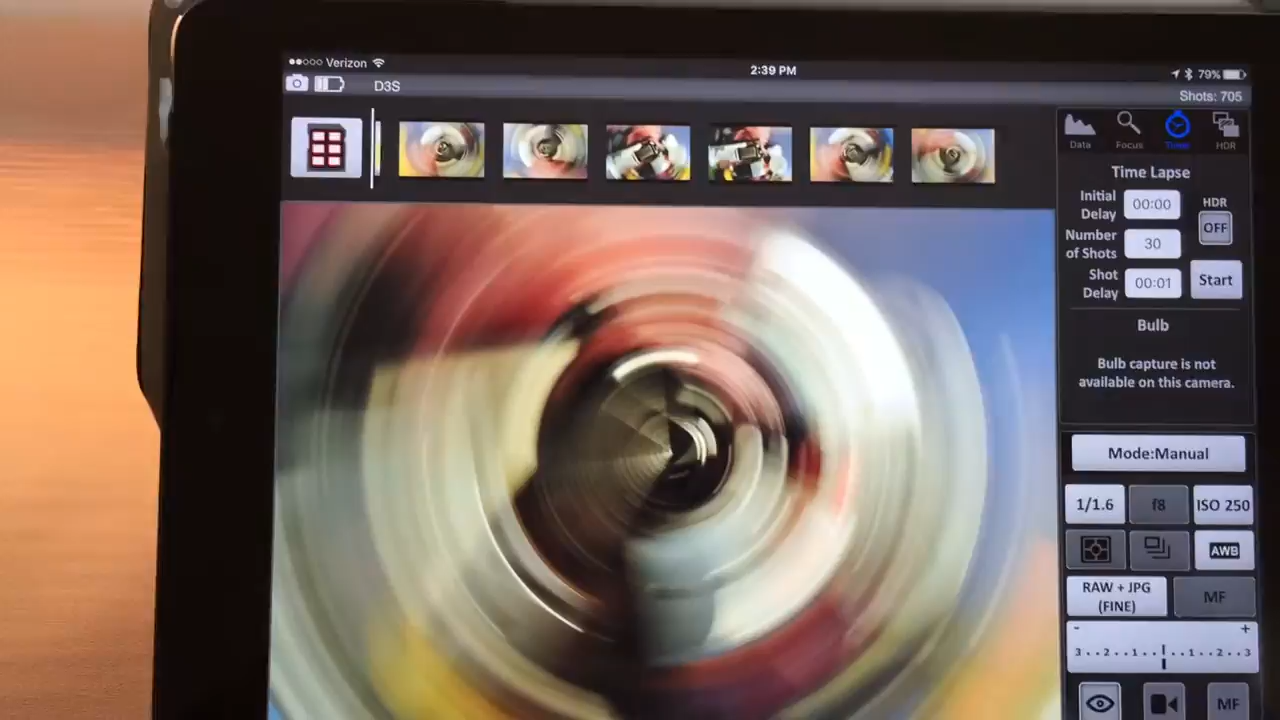 Verizon
2:39 PM
79%
D3S
Shots: 705
Data
Focus
Timer
HDR
Time Lapse
Initial Delay
00:00
HDR
OFF
Number of Shots
30
Shot Delay
00:01
Start
Bulb
Bulb capture is not
available on this camera.
Mode:Manual
1/1.6
f8
ISO 250
AWB
RAW + JPG
(FINE)
MF
- +
3..2..1..|..1..2..3
MF